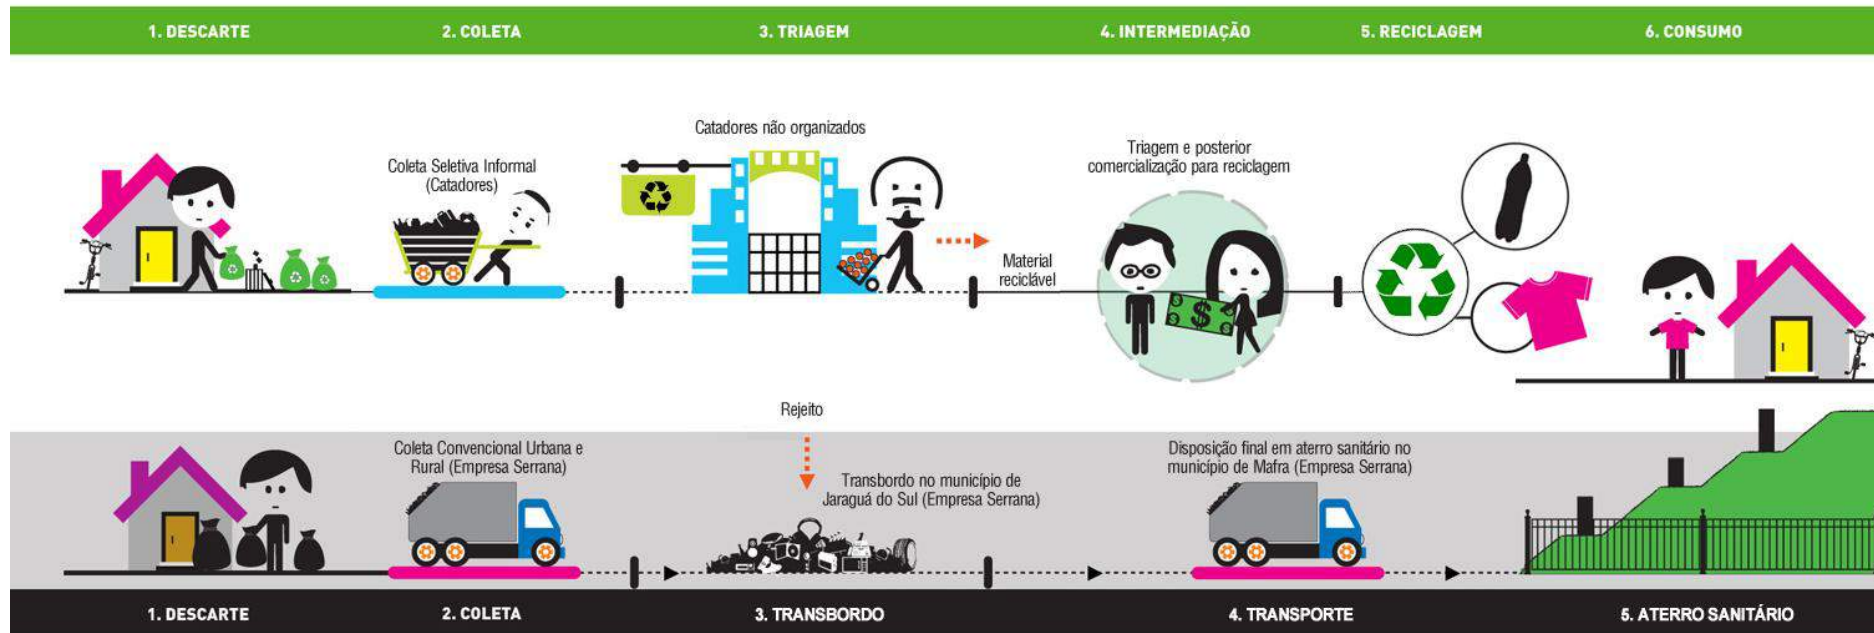 1. DESCARTE
2. COLETA
3. TRIAGEM
4. INTERMEDIAÇÃO
5. RECICLAGEM
6. CONSUMO
Catadores não organizados
Coleta Seletiva Informal
(Catadores)
Triagem e posterior
comercialização para reciclagem
Material
reciclável
$
$
$
$
$
Rejeito
Coleta Convencional Urbana e
Rural (Empresa Serrana)
Transbordo no município de
Jaraguá do Sul (Empresa Serrana)
Disposição final em aterro sanitário no
município de Mafra (Empresa Serrana)
1. DESCARTE
2. COLETA
3. TRANSBORDO
4. TRANSPORTE
5. ATERRO SANITÁRIO